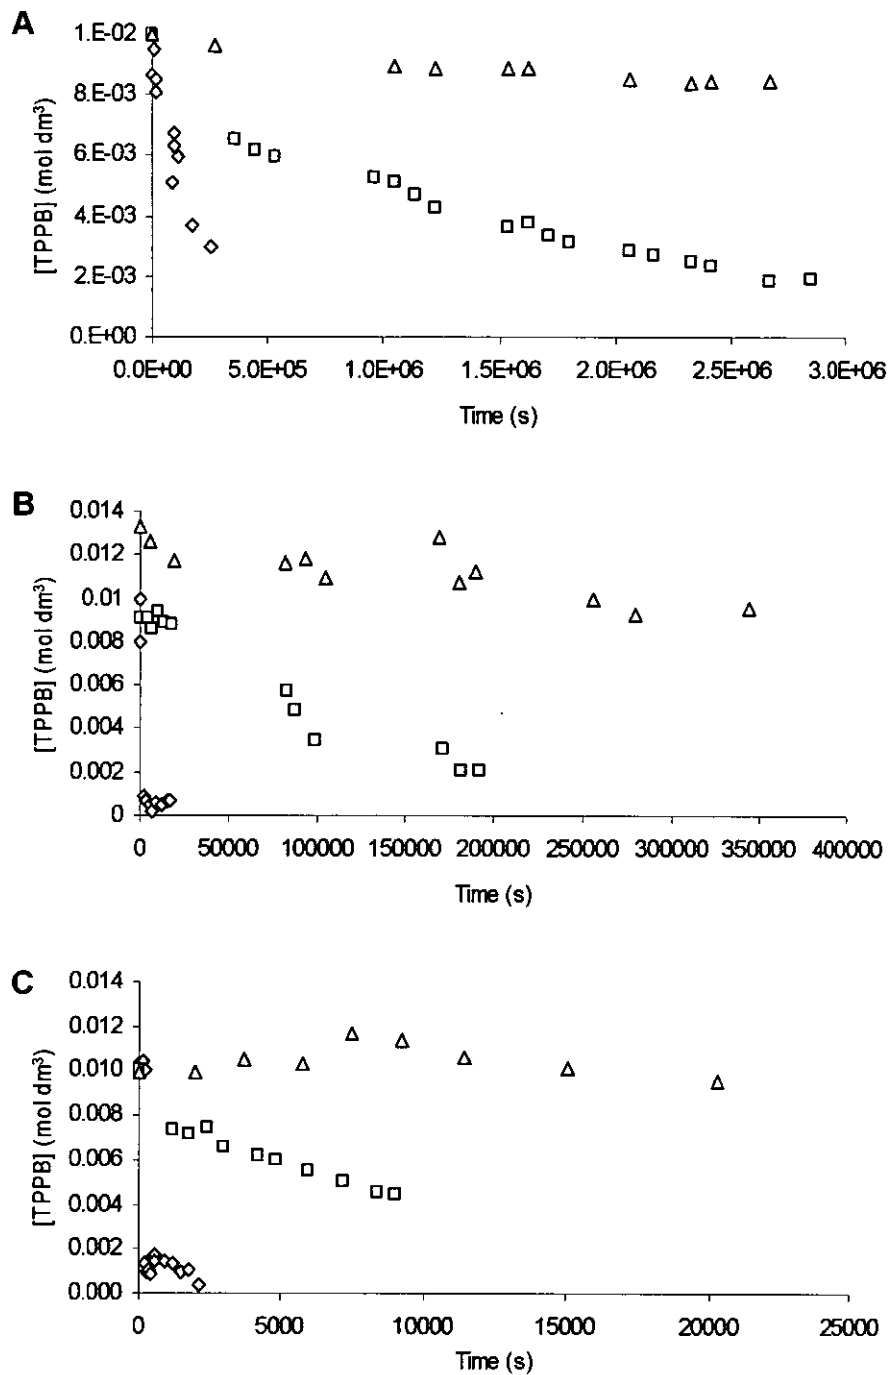 A
1.E-02
8.E-03
6.E-03
4.E-03
2.E-03
0.E+00
[TPPB] (mol dm³)
0.0E+00 5.0E+05 1.0E+06 1.5E+06 2.0E+06 2.5E+06 3.0E+06
Time (s)
B
0.014
0.012
0.01
0.008
0.006
0.004
0.002
0
[TPPB] (mol dm³)
0 50000 100000 150000 200000 250000 300000 350000 400000
Time (s)
C
0.014
0.012
0.010
0.008
0.006
0.004
0.002
0.000
[TPPB] (mol dm³)
0 5000 10000 15000 20000 25000
Time (s)